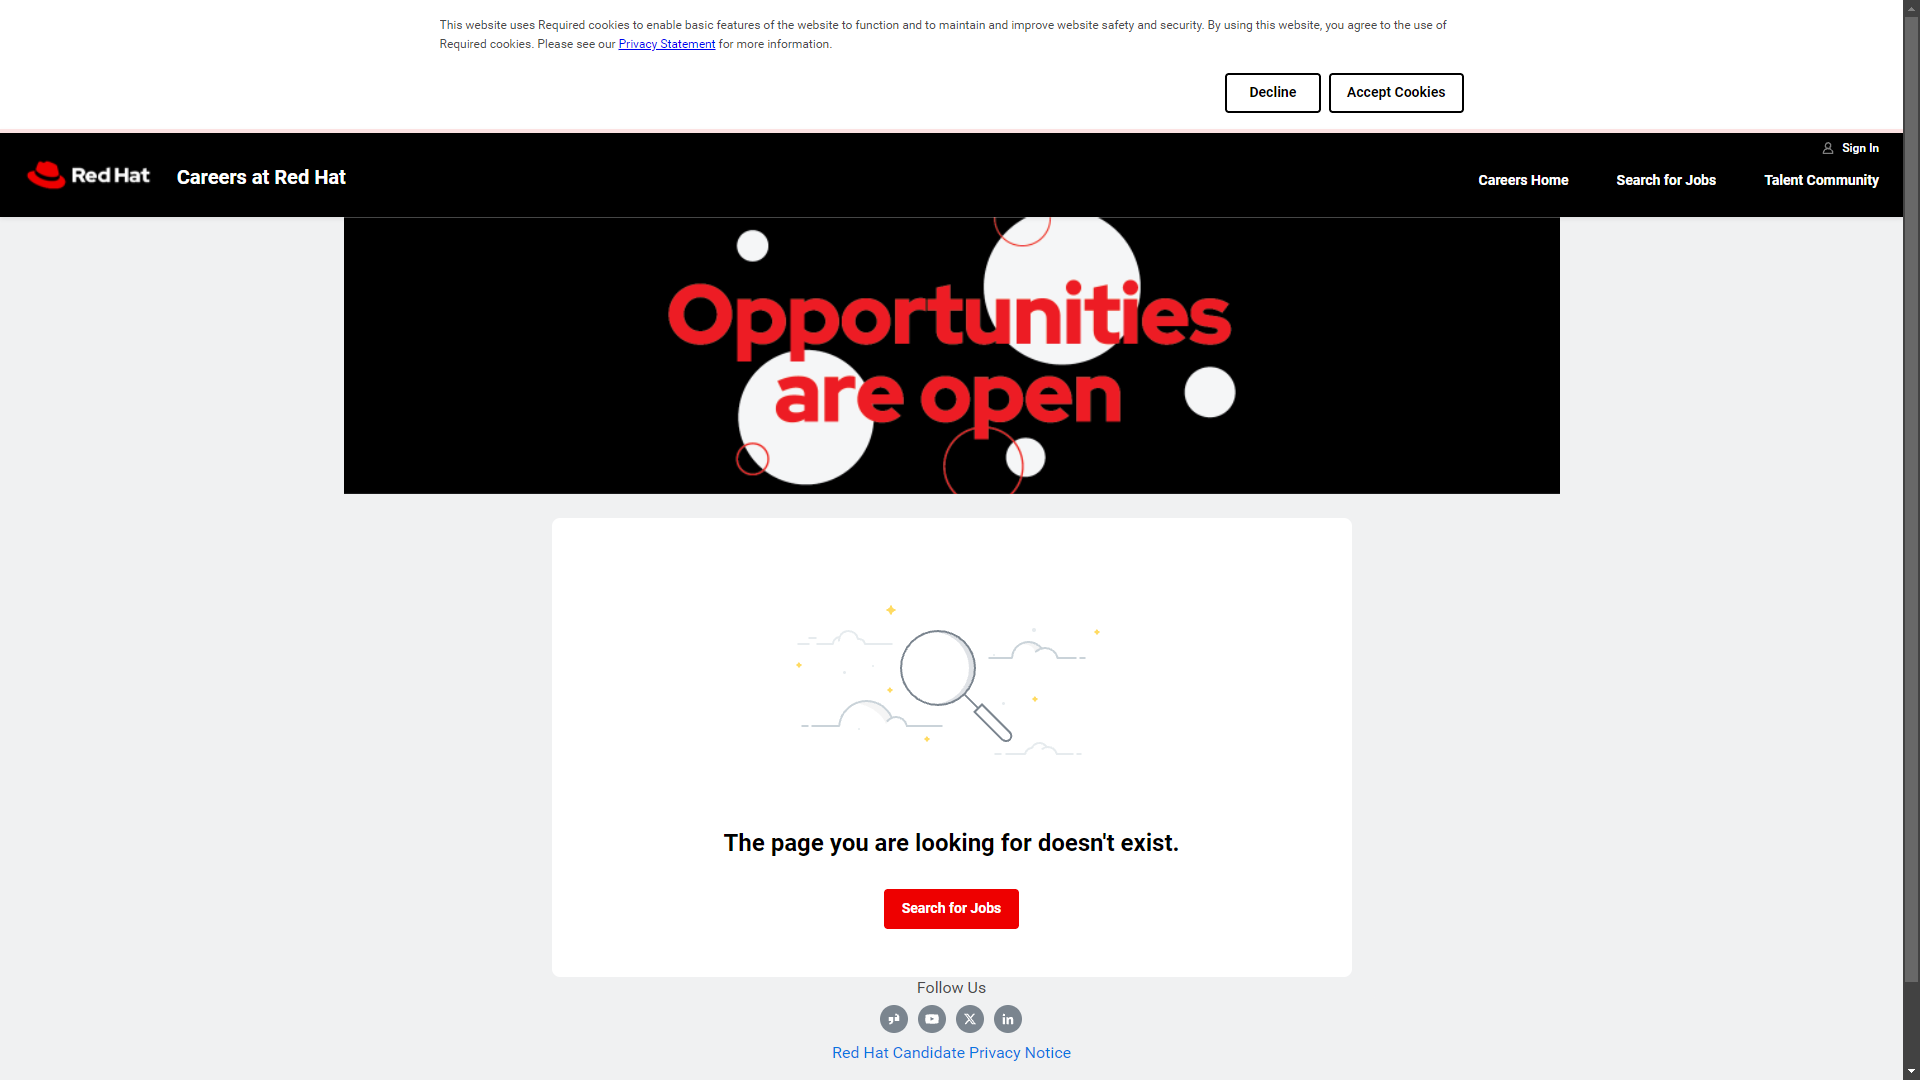 This website uses Required cookies to enable basic features of the website to function and to maintain and improve website safety and security. By using this website, you agree to the use of
Required cookies. Please see our Privacy Statement for more information.
Decline
Accept Cookies
Sign In
Red Hat
Careers at Red Hat
Careers Home
Search for Jobs
Talent Community
Opportunities
are open
The page you are looking for doesn't exist.
Search for Jobs
Follow Us
Red Hat Candidate Privacy Notice